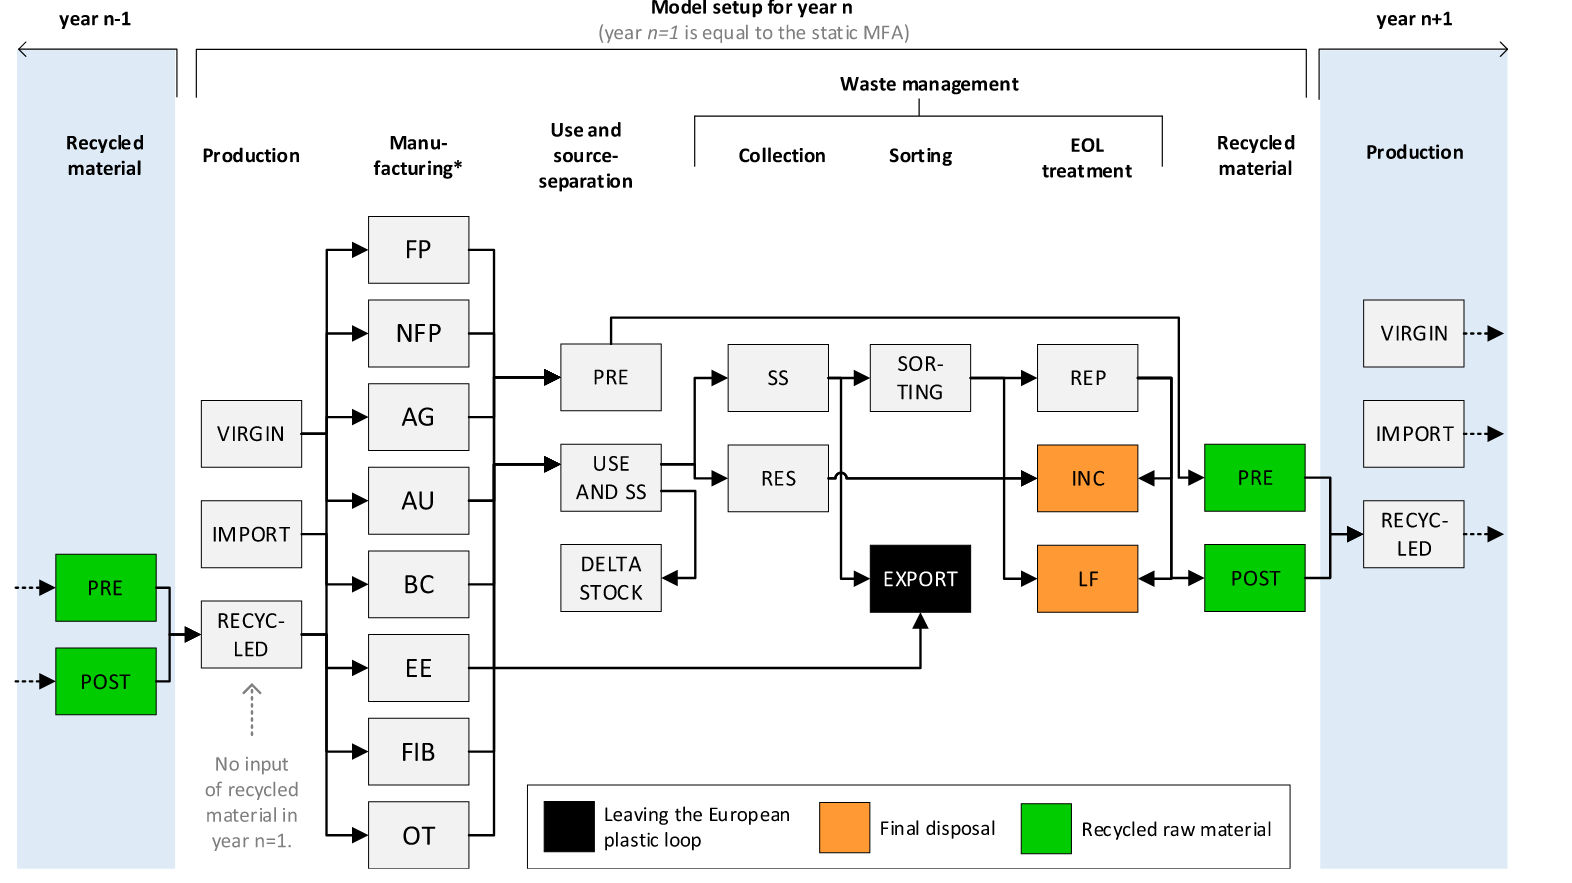 year n-1
Model setup for year n
(year n=1 is equal to the static MFA)
year n+1
Waste management
Recycled
material
Production
Manu-
facturing*
Use and
source-
separation
Collection
Sorting
EOL
treatment
Recycled
material
Production
FP
NFP
AG
AU
BC
EE
FIB
OT
VIRGIN
IMPORT
RECYC-
LED
PRE
POST
No input
of recycled
material in
year n=1.
PRE
USE
AND SS
DELTA
STOCK
SS
RES
SOR-
TING
EXPORT
REP
INC
LF
PRE
POST
VIRGIN
IMPORT
RECYC-
LED
Leaving the European
plastic loop
Final disposal
Recycled raw material